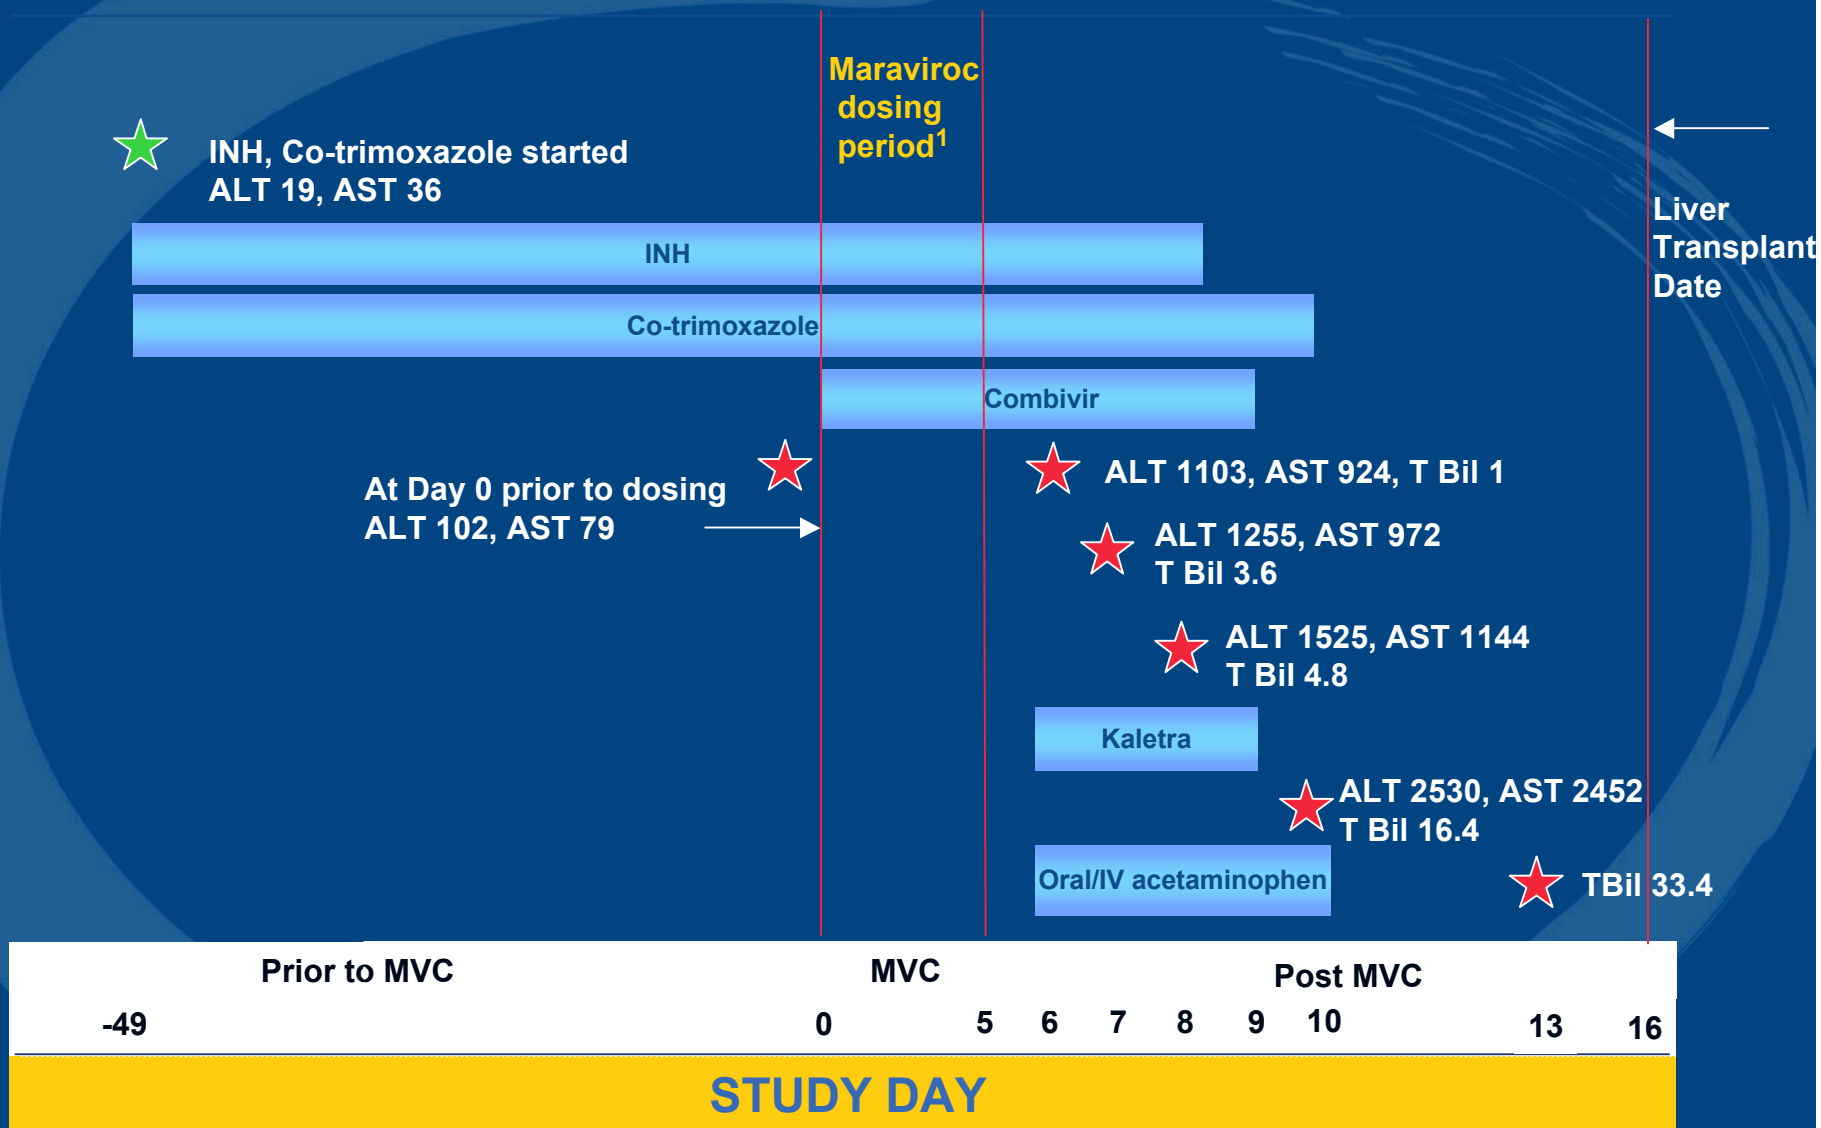 Maraviroc
dosing
period1
INH, Co-trimoxazole started
ALT 19, AST 36
Liver
Transplant
Date
INH
Co-trimoxazole
Combivir
At Day 0 prior to dosing
ALT 102, AST 79
ALT 1103, AST 924, T Bil 1
ALT 1255, AST 972
T Bil 3.6
ALT 1525, AST 1144
T Bil 4.8
Kaletra
ALT 2530, AST 2452
T Bil 16.4
Oral/IV acetaminophen
TBil 33.4
Prior to MVC MVC Post MVC
-49 0 5 6 7 8 9 10 13 16
STUDY DAY